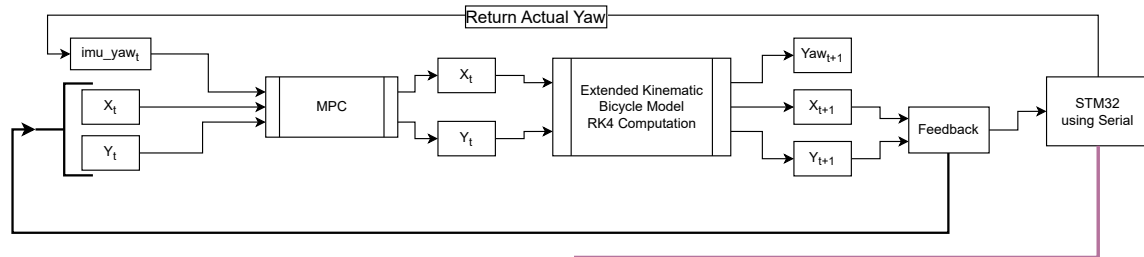 Return Actual Yaw
imu_yawt
Xt
Yt
MPC
Xt
Yt
Extended Kinematic
Bicycle Model
RK4 Computation
Yawt+1
Xt+1
Yt+1
Feedback
STM32
using Serial